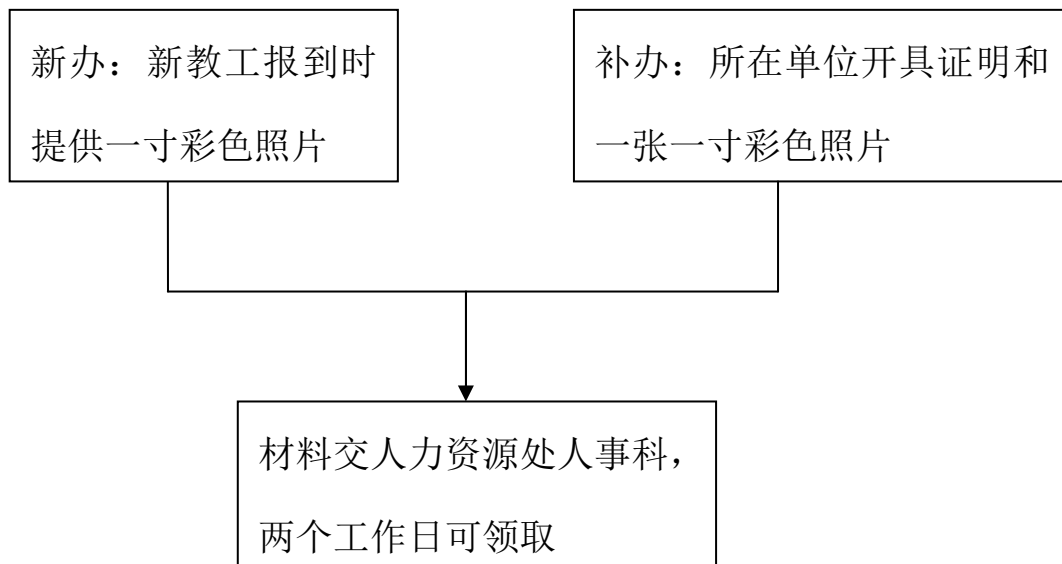 新办：新教工报到时
提供一寸彩色照片
补办：所在单位开具证明和
一张一寸彩色照片
材料交人力资源处人事科，
两个工作日可领取